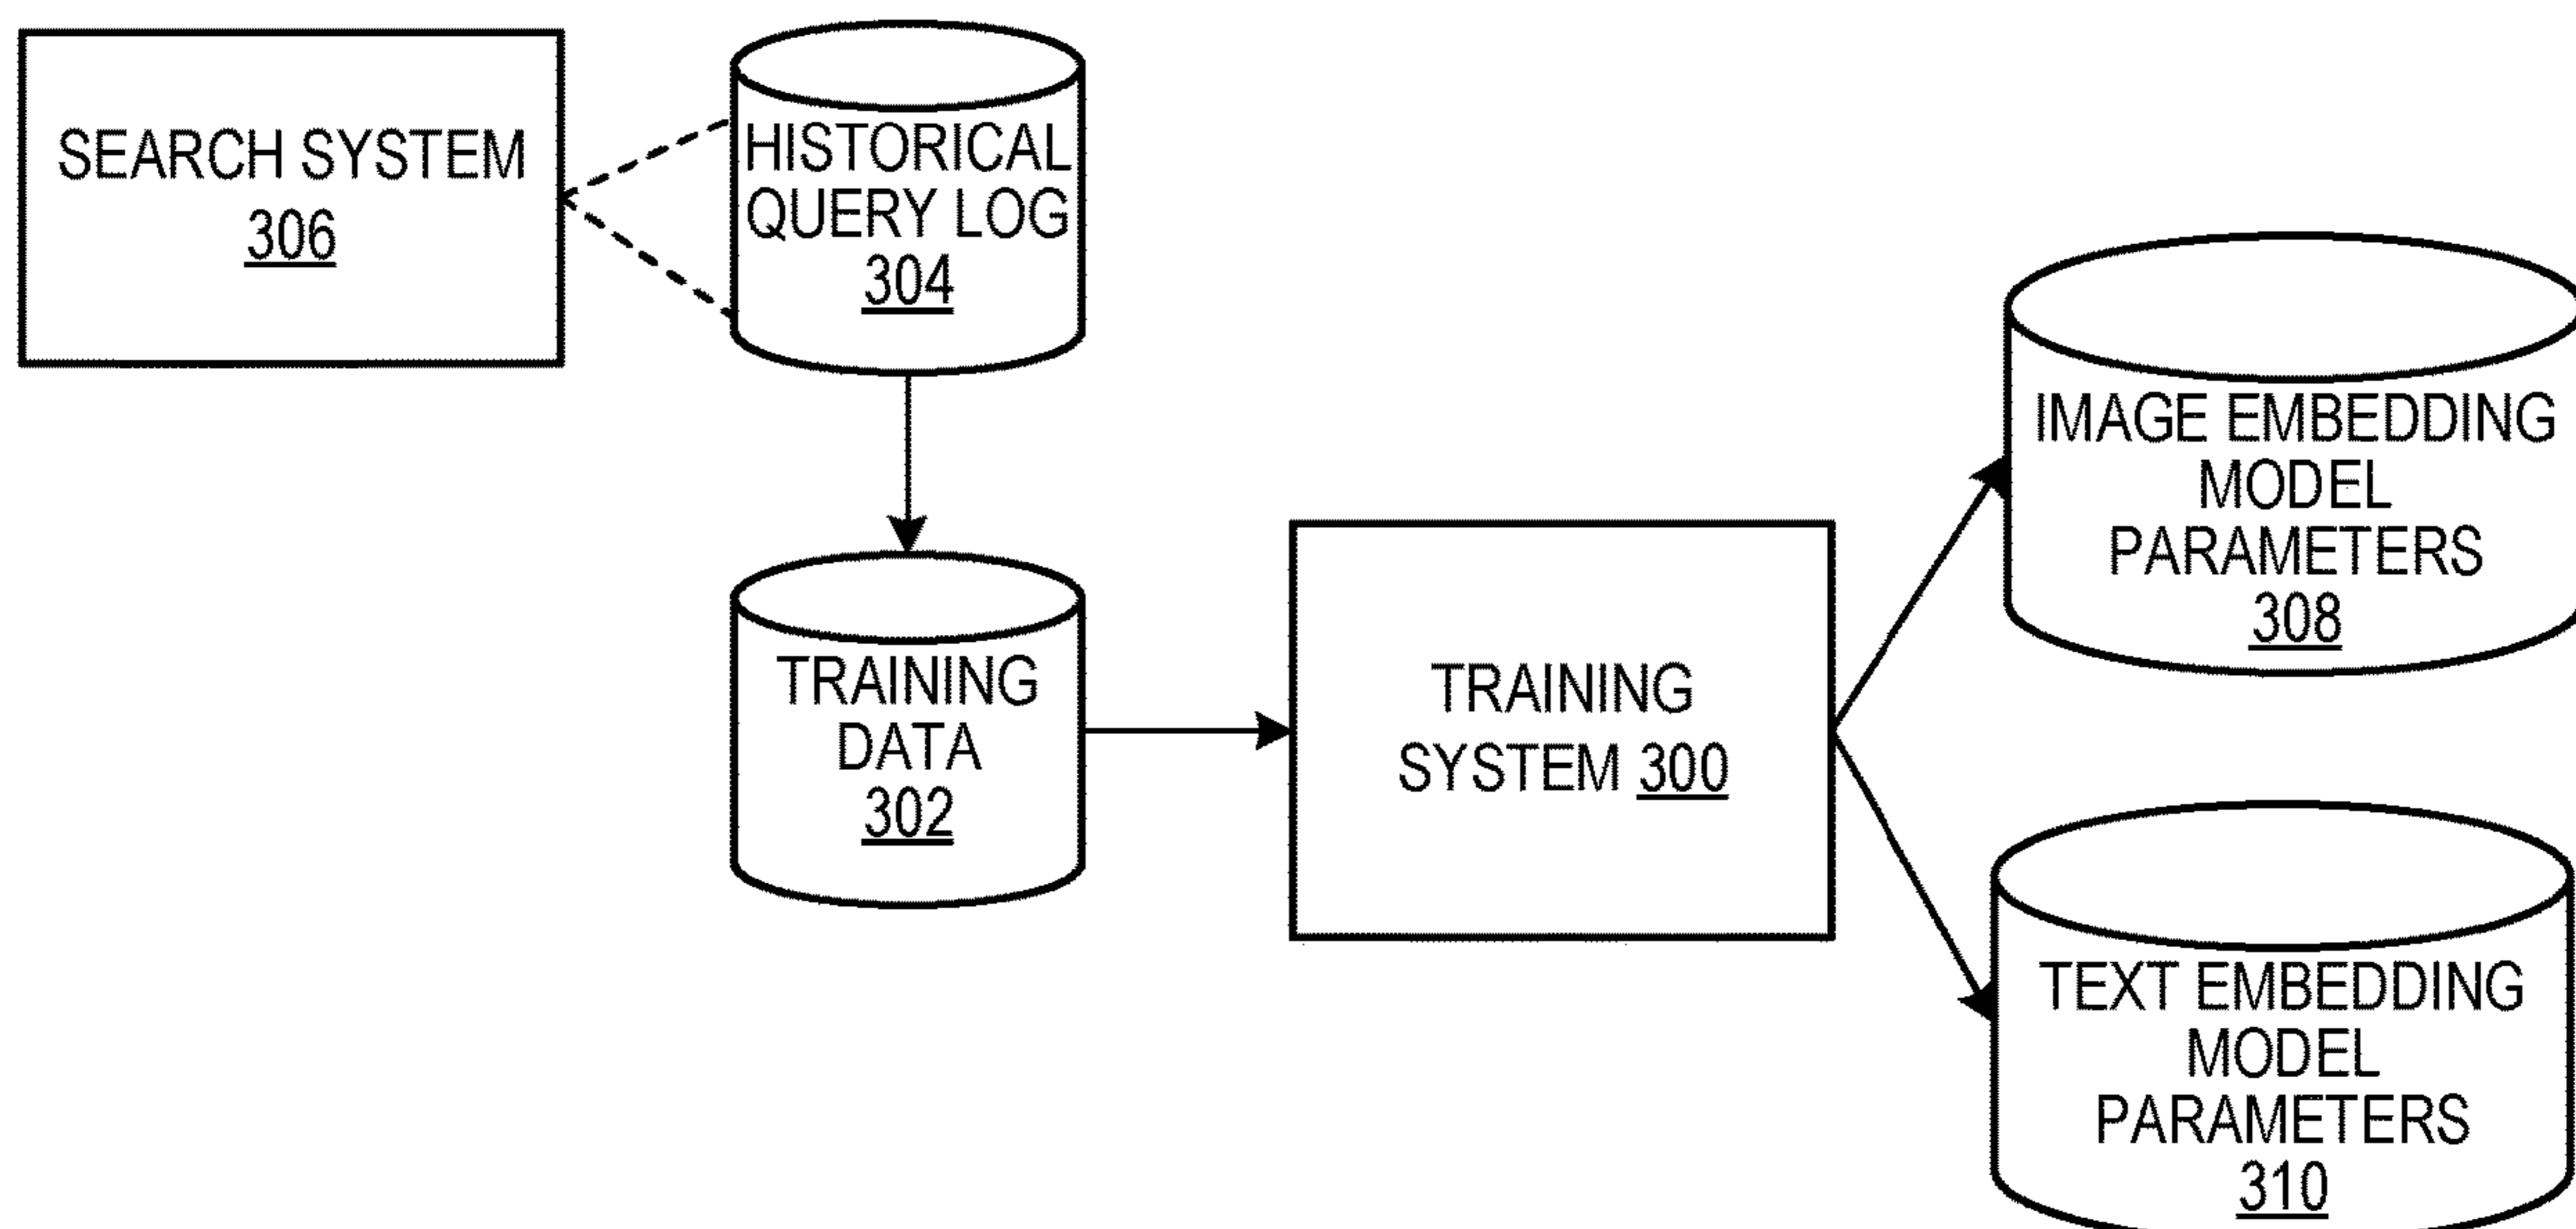 SEARCH SYSTEM
306
HISTORICAL
QUERY LOG
304
IMAGE EMBEDDING
MODEL
PARAMETERS
308
TRAINING
DATA
302
TRAINING
SYSTEM 300
TEXT EMBEDDING
MODEL
PARAMETERS
310